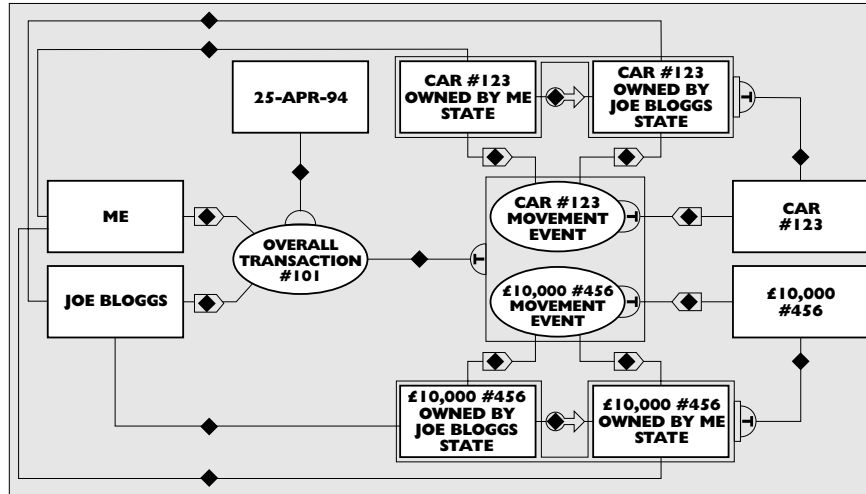 CAR #123
OWNED BY ME
STATE
CAR #123
OWNED BY
JOE BLOGGS
STATE
25-APR-94
T
ME
CAR #123
MOVEMENT
EVENT
T
CAR
#123
OVERALL
TRANSACTION
#101
T
JOE BLOGGS
£10,000 #456
MOVEMENT
EVENT
T
£10,000
#456
£10,000 #456
OWNED BY
JOE BLOGGS
STATE
£10,000 #456
OWNED BY ME
STATE
T